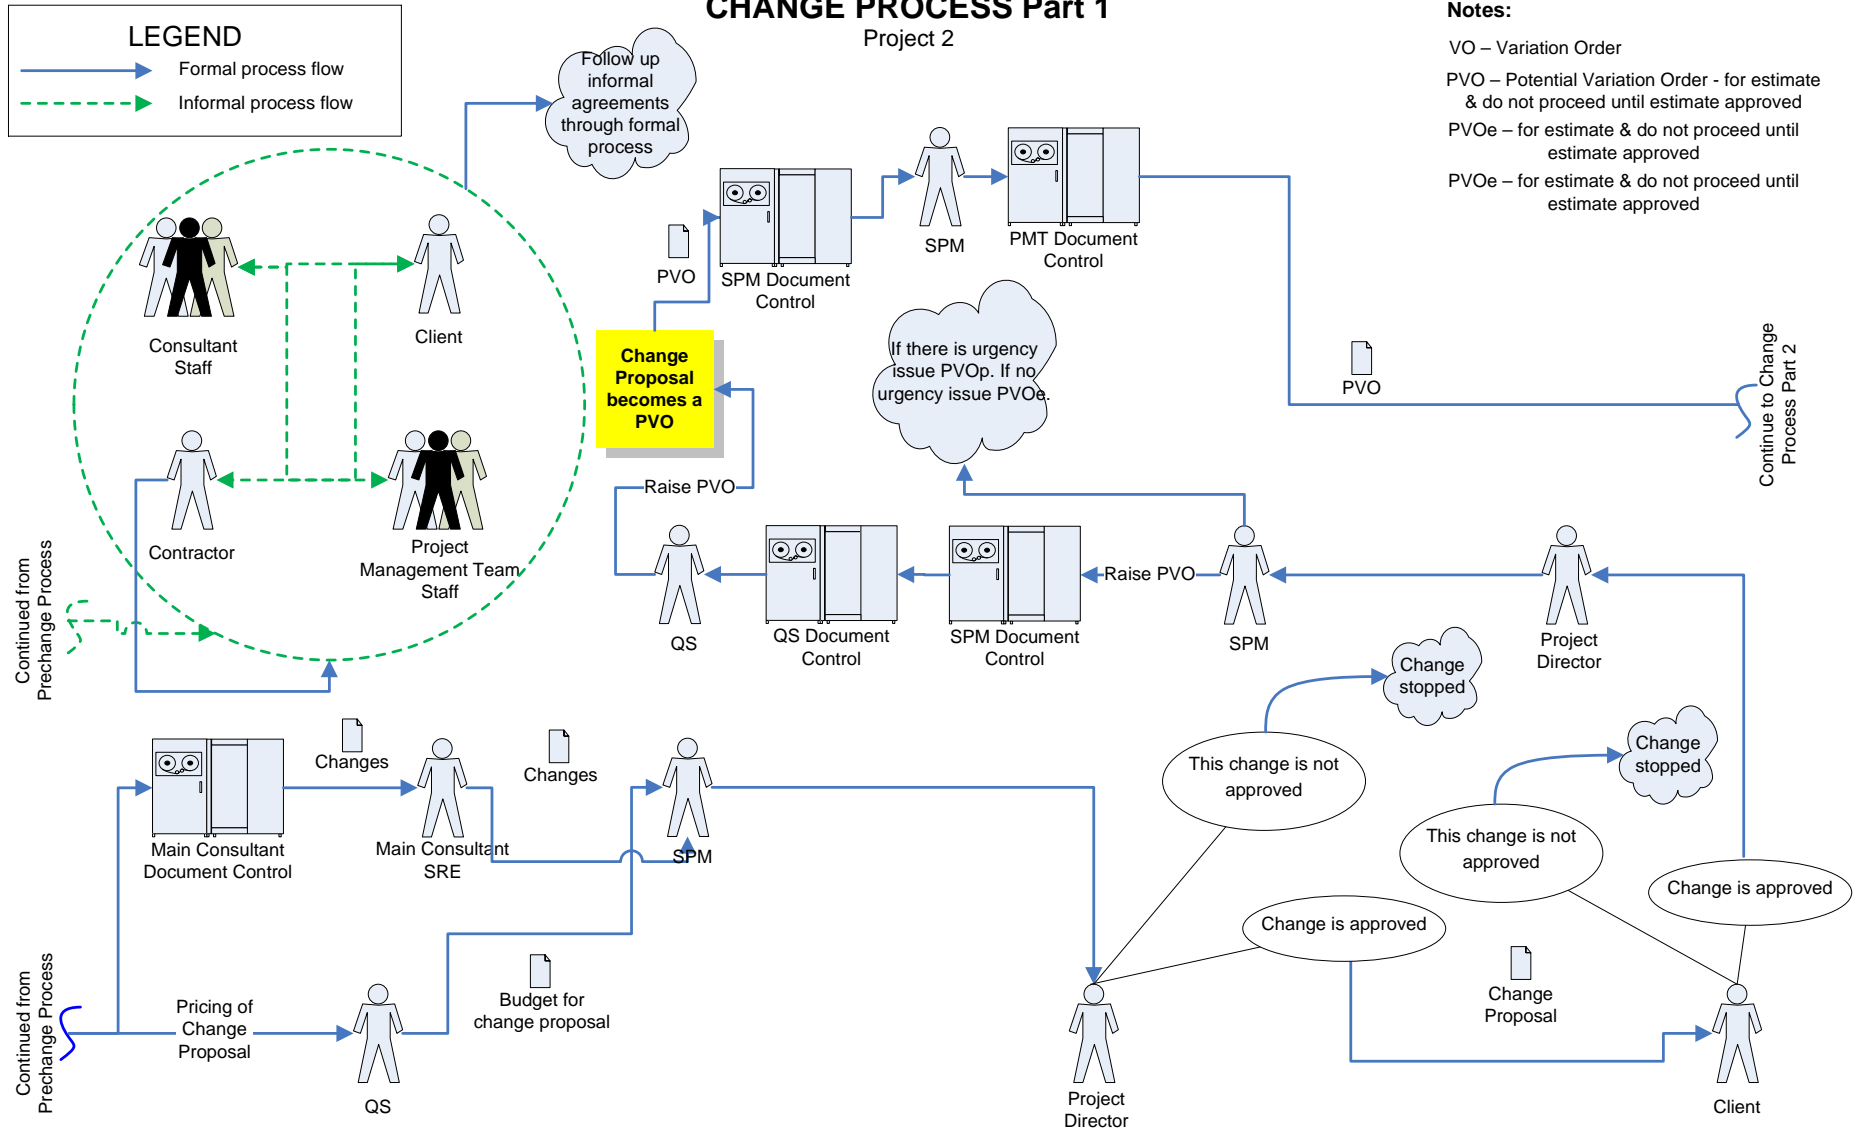 CHANGE PROCESS Part 1
Project 2
LEGEND
Formal process flow
Informal process flow
Notes:
VO – Variation Order
PVO – Potential Variation Order - for estimate
& do not proceed until estimate approved
PVOe – for estimate & do not proceed until
estimate approved
PVOe – for estimate & do not proceed until
estimate approved
Follow up
informal
agreements
through formal
process
Consultant
Staff
Client
Contractor
Project
Management Team
Staff
Continued from
Prechange Process
PVO
SPM Document
Control
SPM
PMT Document
Control
Change
Proposal
becomes a
PVO
If there is urgency
issue PVOp. If no
urgency issue PVOe.
PVO
Continue to Change
Process Part 2
Raise PVO
QS
QS Document
Control
SPM Document
Control
Raise PVO
SPM
Project
Director
Change
stopped
Change
stopped
This change is not
approved
This change is not
approved
Change is approved
Change is approved
Changes
Changes
Main Consultant
Document Control
Main Consultant
SRE
SPM
Continued from
Prechange Process
Pricing of
Change
Proposal
QS
Budget for
change proposal
Project
Director
Change
Proposal
Client